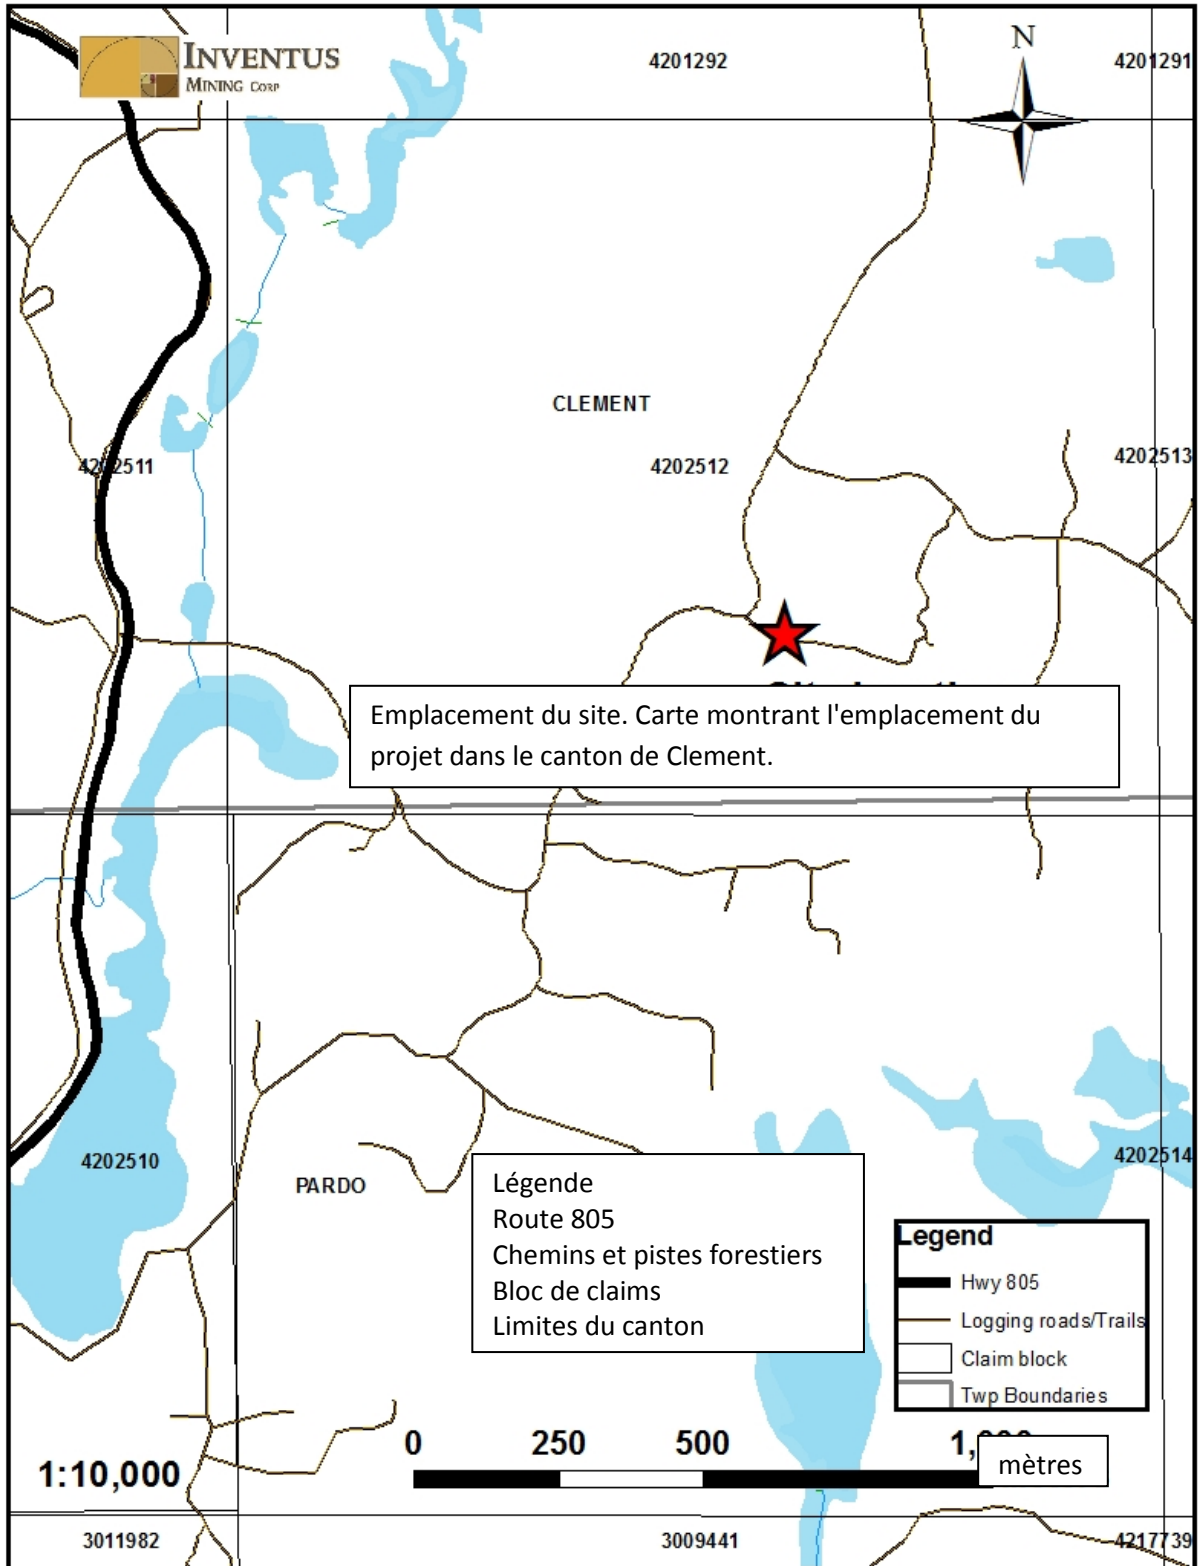 INVENTUS
MINING CORP
4201292
4201291
N
CLEMENT
4202511
4202512
4202513
Emplacement du site. Carte montrant l'emplacement du
projet dans le canton de Clement.
4202510
PARDO
4202514
Légende
Route 805
Chemins et pistes forestiers
Bloc de claims
Limites du canton
Legend
Hwy 805
Logging roads/Trails
Claim block
Twp Boundaries
0 250 500
mètres
1:10,000
3011982
3009441
4217739